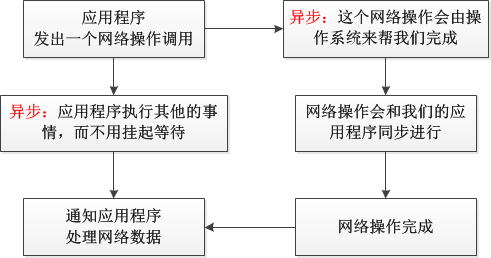 应用程序
发出一个网络操作调用
异步：这个网络操作会由操
作系统来帮我们完成
异步：应用程序执行其他的事
情，而不用挂起等待
网络操作会和我们的应
用程序同步进行
通知应用程序
处理网络数据
网络操作完成